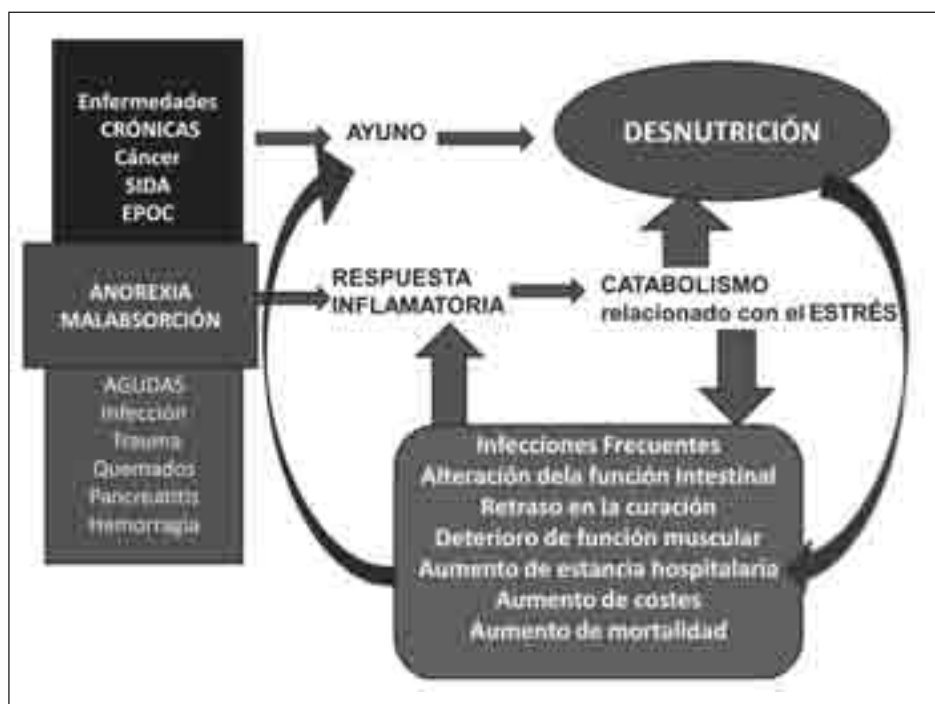 Enfermedades
CRÓNICAS
Cáncer
SIDA
EPOC
ANOREXIA
MALABSORCIÓN
AGUDAS
Infección
Trauma
Quemados
Pancreatitis
Hemorragia
AYUNO
DESNUTRICIÓN
RESPUESTA
INFLAMATORIA
CATABOLISMO
relacionado con el ESTRÉS
Infecciones Frecuentes
Alteración dela función Intestinal
Retraso en la curación
Deterioro de función muscular
Aumento de estancia hospitalaria
Aumento de costes
Aumento de mortalidad